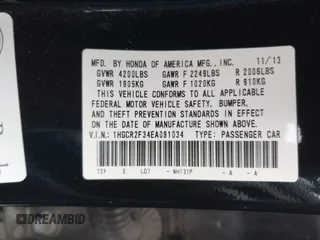 MFD. BY HONDA OF AMERICA MFG., INC. 11/13
GVWR 4200LBS GAWR F 2249LBS R 2009LBS
GVWR 1905KG GAWR F 1020KG R 910KG
THIS VEHICLE CONFORMS TO ALL APPLICABLE
FEDERAL MOTOR VEHICLE SAFETY, BUMPER,
AND THEFT PREVENTION STANDARDS IN EFFECT
ON THE DATE OF MANUFACTURE SHOWN ABOVE.
V.I.N.: 1HGCR2F34EA091034 TYPE: PASSENGER CAR
E NH731P - A - A
DREAMBID